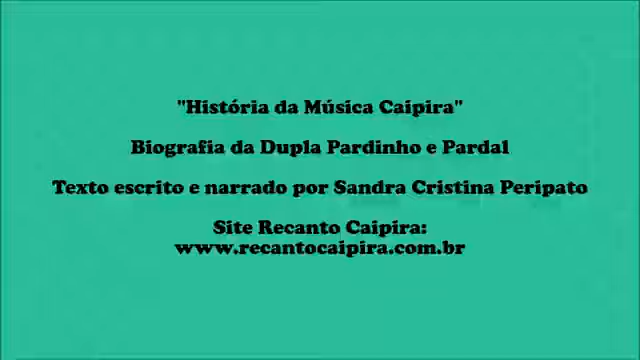 "História da Música Caipira"
Biografia da Dupla Pardinho e Pardal
Texto escrito e narrado por Sandra Cristina Peripato
Site Recanto Caipira:
www.recantocaipira.com.br